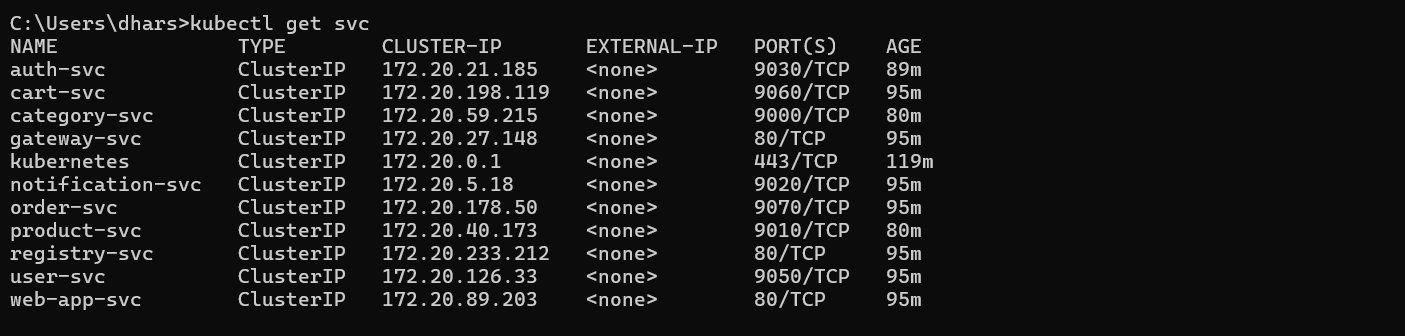 C:\Users\dhars>kubectl get svc
NAME TYPE CLUSTER-IP EXTERNAL-IP PORT(S) AGE
auth-svc ClusterIP 172.20.21.185 <none> 9030/TCP 89m
cart-svc ClusterIP 172.20.198.119 <none> 9060/TCP 95m
category-svc ClusterIP 172.20.59.215 <none> 9000/TCP 80m
gateway-svc ClusterIP 172.20.27.148 <none> 80/TCP 95m
kubernetes ClusterIP 172.20.0.1 <none> 443/TCP 119m
notification-svc ClusterIP 172.20.5.18 <none> 9020/TCP 95m
order-svc ClusterIP 172.20.178.50 <none> 9070/TCP 95m
product-svc ClusterIP 172.20.40.173 <none> 9010/TCP 80m
registry-svc ClusterIP 172.20.233.212 <none> 80/TCP 95m
user-svc ClusterIP 172.20.126.33 <none> 9050/TCP 95m
web-app-svc ClusterIP 172.20.89.203 <none> 80/TCP 95m